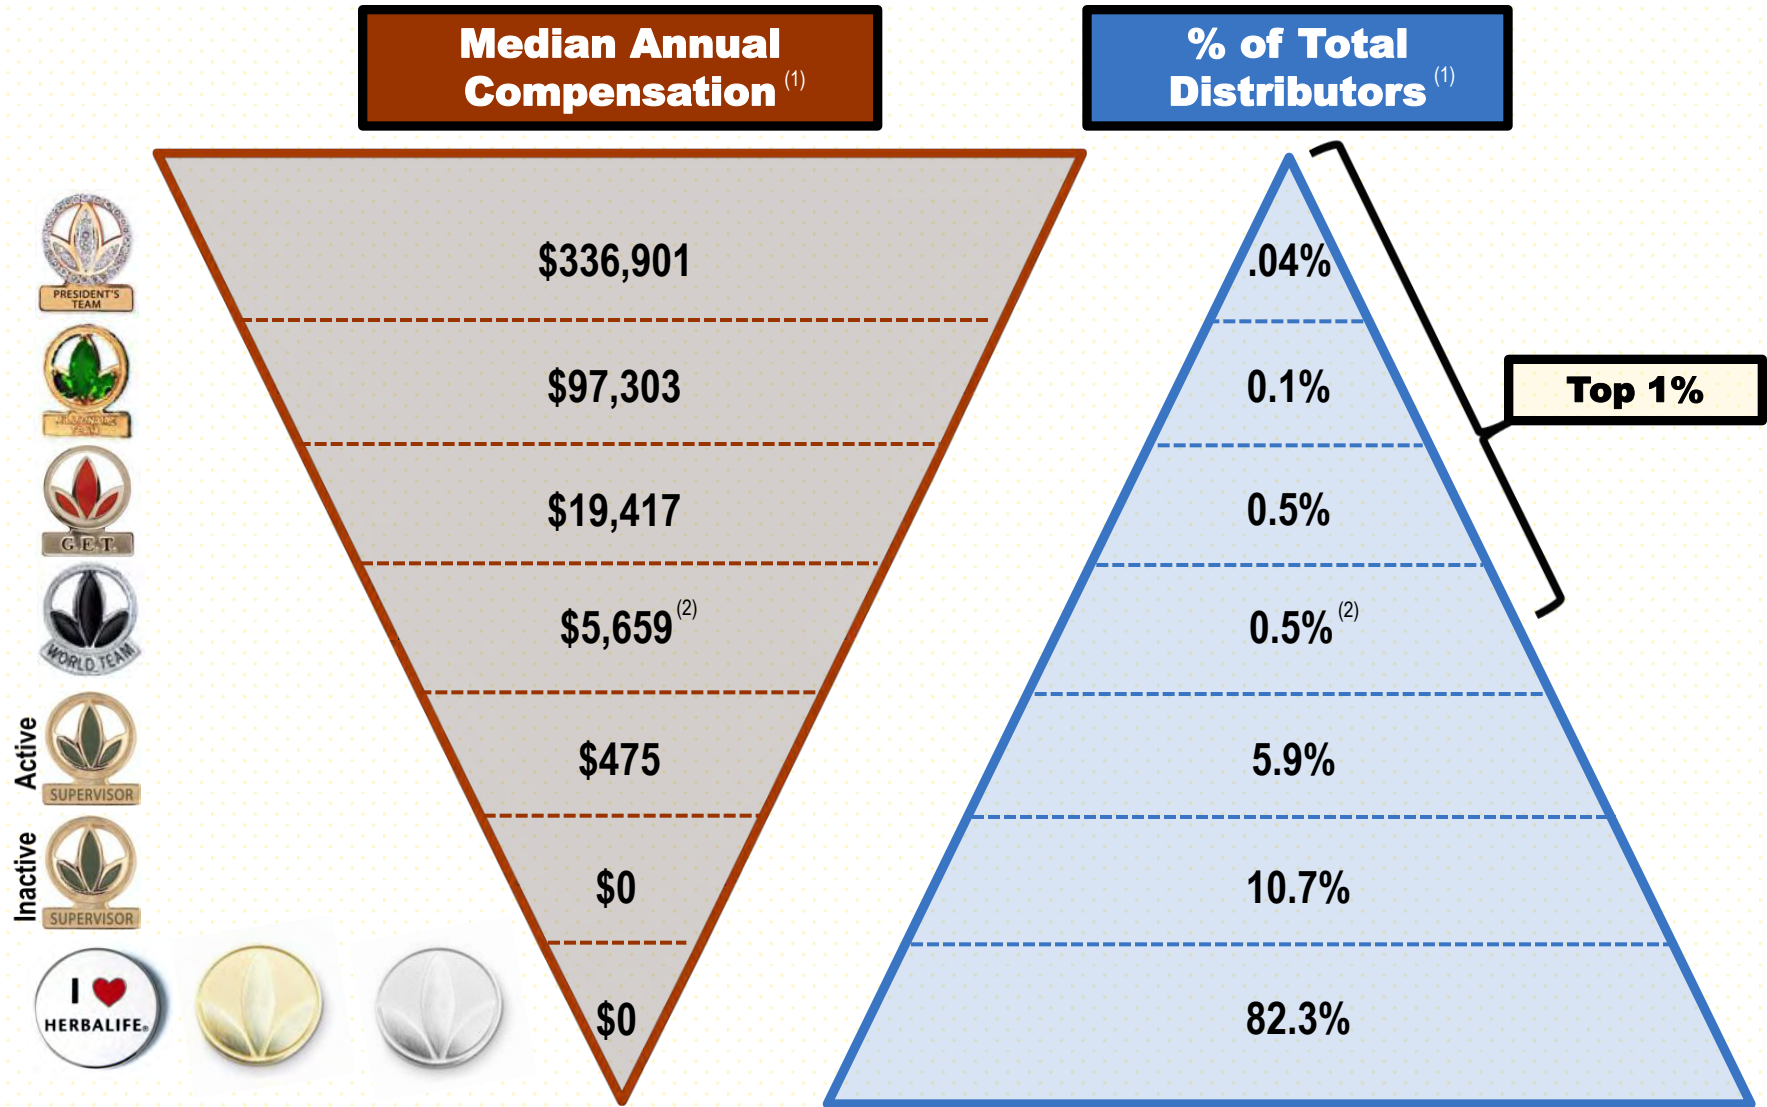 Median Annual
Compensation (1)
% of Total
Distributors (1)
PRESIDENT'S
TEAM
$336,901
.04%
TEAM
$97,303
0.1%
Top 1%
G.E.T.
$19,417
0.5%
WORLD TEAM
$5,659 (2)
0.5% (2)
Active
SUPERVISOR
$475
5.9%
Inactive
SUPERVISOR
$0
10.7%
I ♥
HERBALIFE®
$0
82.3%